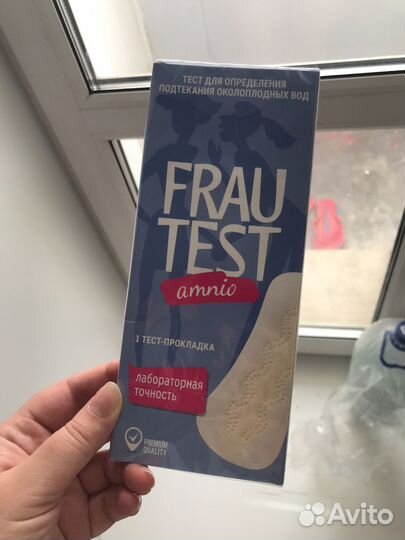 ТЕСТ ДЛЯ ОПРЕДЕЛЕНИЯ
ПОДТЕКАНИЯ ОКОЛОПЛОДНЫХ ВОД
FRAU
TEST
amnio
1 ТЕСТ-ПРОКЛАДКА
лабораторная
точность
PREMIUM
QUALITY
Avito